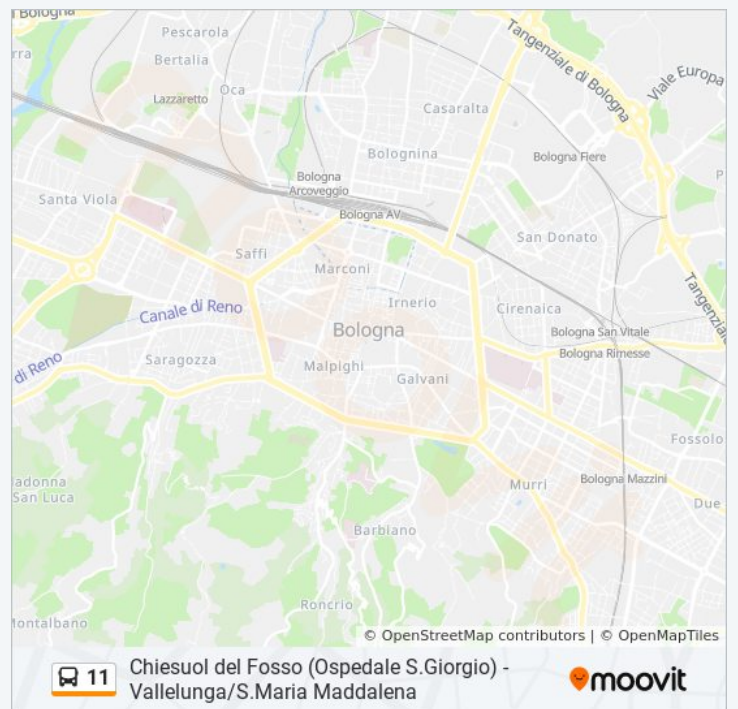 i Bologna
Pescarola
Tangenziale di Bologna
rra
Bertalia
Viale Europa
Oca
Lazzaretto
Casaralta
Bolognina
Bologna Fiere
Bologna
Arcoveggio
P
Santa Viola
Bologna AV
San Donato
Saffi
Marconi
Tangenziale
Irnerio
Canale di Reno
Cirenaica
Bologna
Bologna San Vitale
Bologna Rimesse
di Reno
Saragozza
Malpighi
Galvani
Fossolo
adonna
San Luca
Murri
Bologna Mazzini
Due
Barbiano
Roncrio
Montalbano
© OpenStreetMap contributors | © OpenMapTiles
11
Chiesuol del Fosso (Ospedale S.Giorgio) -
Vallelunga/S.Maria Maddalena
moovit